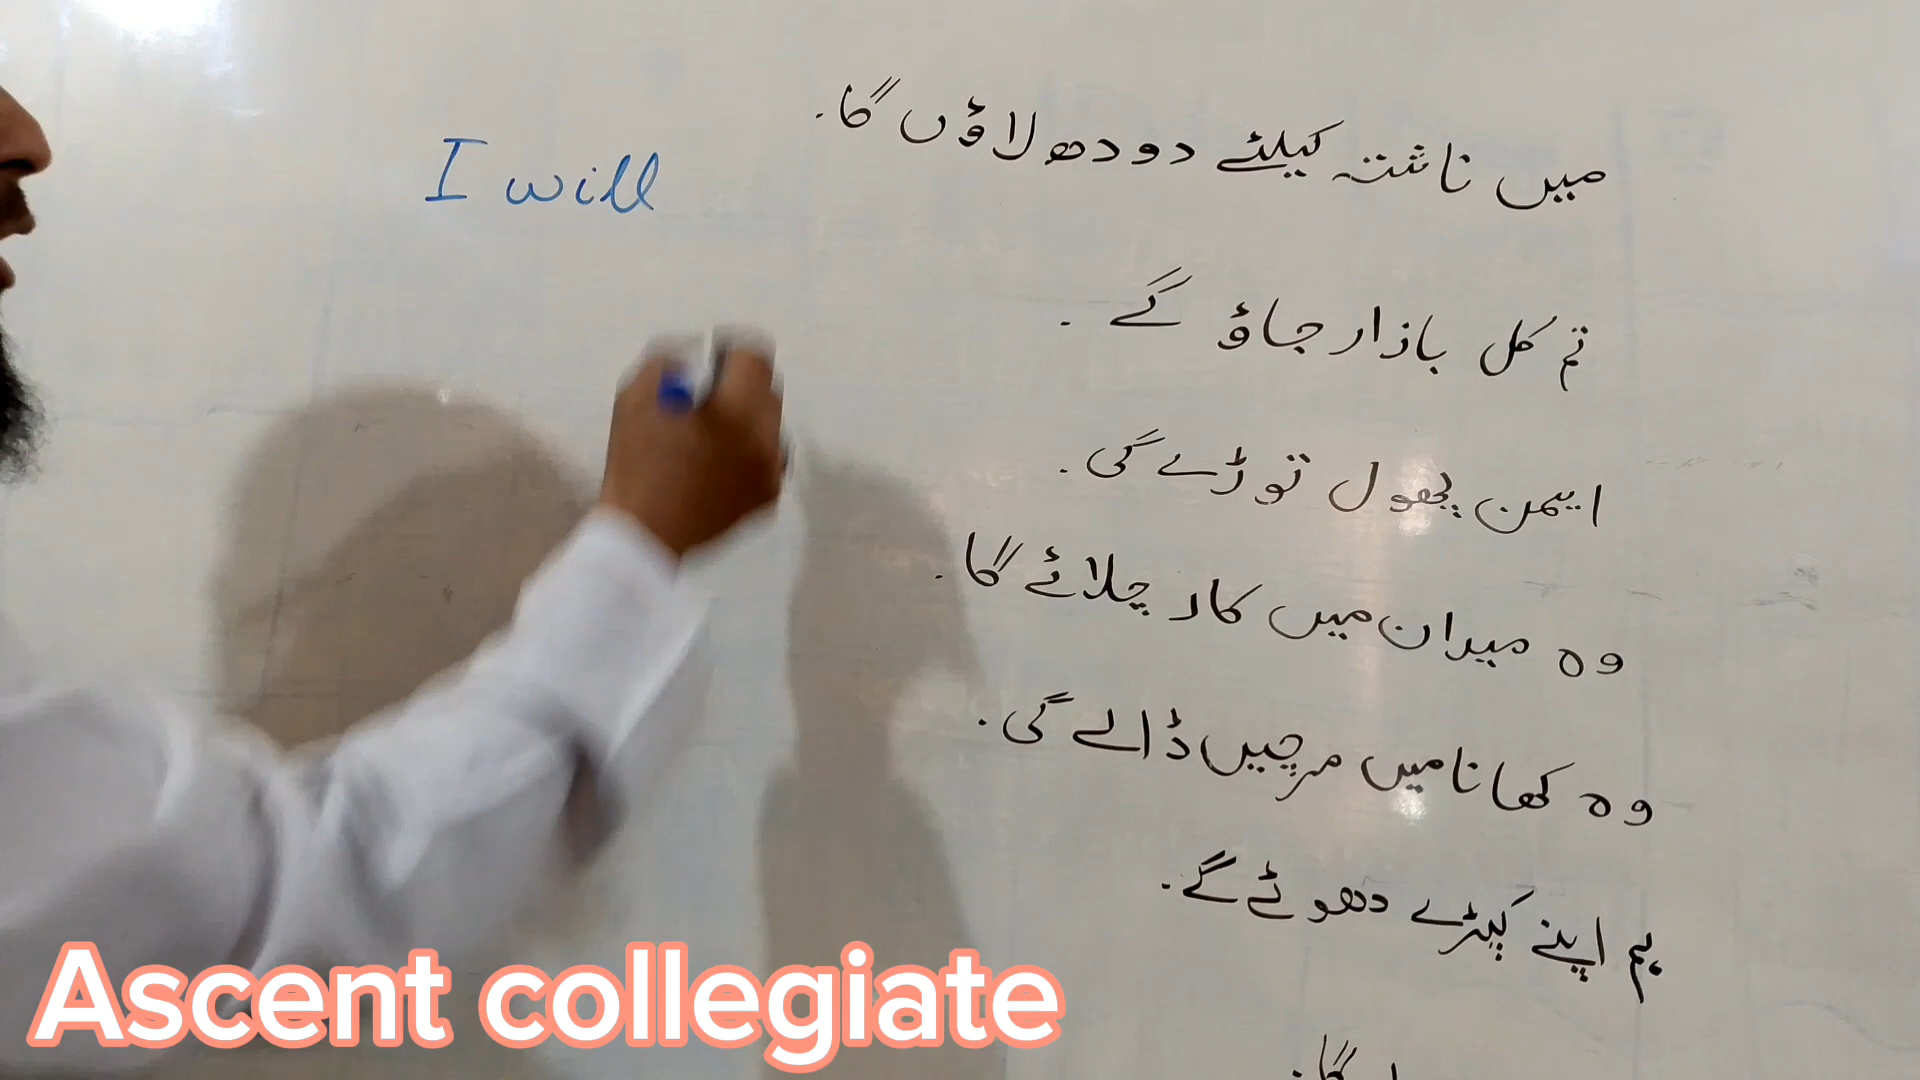 میں ناشتہ کیلئے دودھ لاؤں گا.
I will
تم کل بازار جاؤ گے.
ایمن پھول توڑے گی.
وہ میدان میں کار چلائے گا.
وہ کھانا میں مرچیں ڈالے گی.
ہم اپنے کپڑے دھوئے گے.
Ascent collegiate